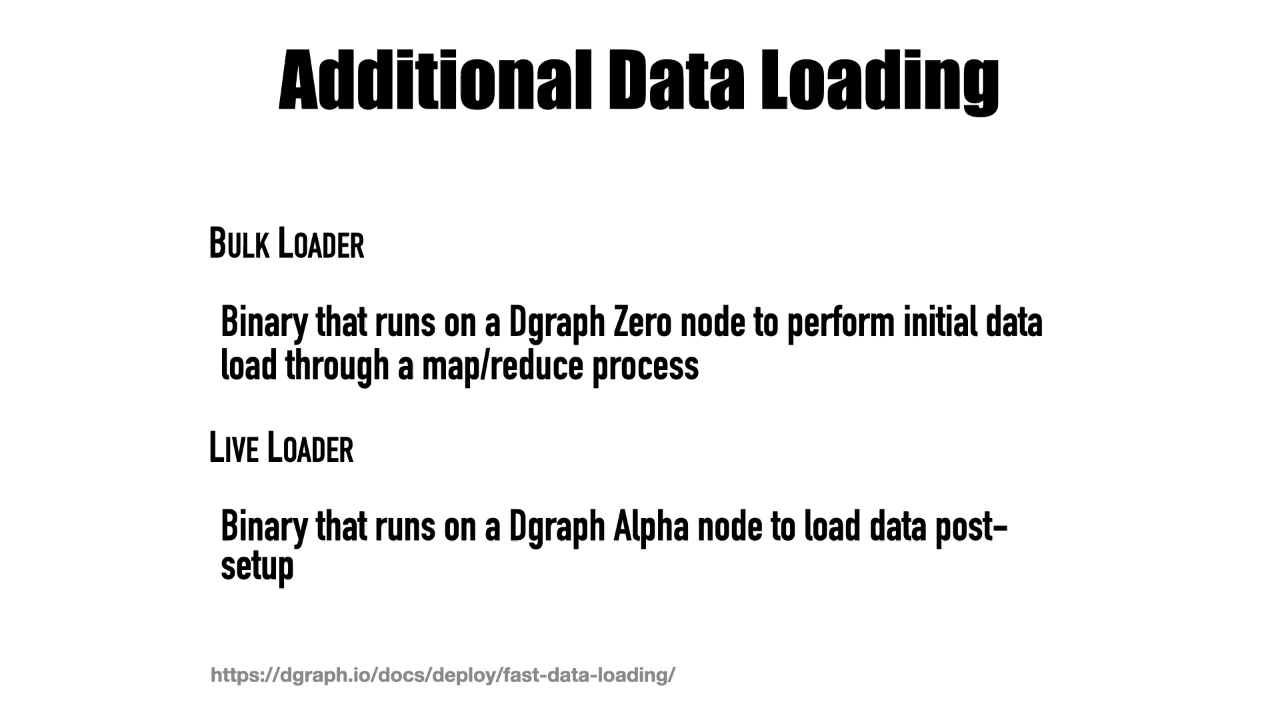 Additional Data Loading
Bulk Loader
Binary that runs on a Dgraph Zero node to perform initial data
load through a map/reduce process
Live Loader
Binary that runs on a Dgraph Alpha node to load data post-
setup
https://dgraph.io/docs/deploy/fast-data-loading/